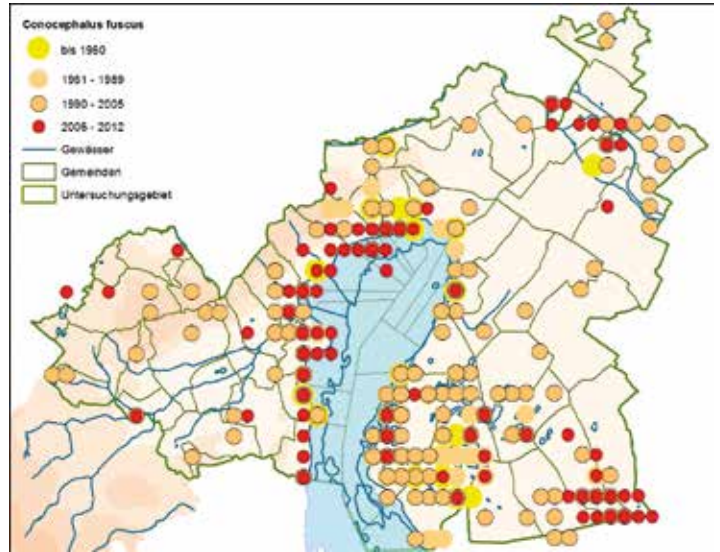 Conocephalus fuscus
bis 1960
1961 - 1989
1990 - 2005
2006 - 2012
Gewässer
Gemeinden
Untersuchungsgebiet